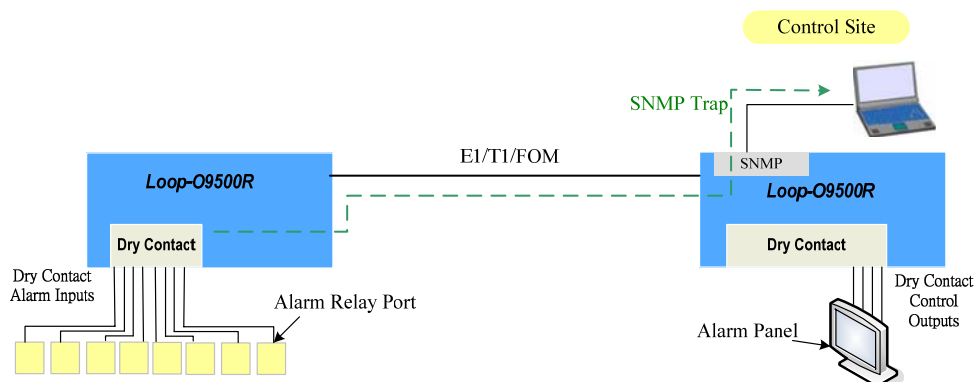 Control Site
SNMP Trap
E1/T1/FOM
SNMP
Loop-O9500R
Loop-O9500R
Dry Contact
Dry Contact
Dry Contact
Alarm Inputs
Alarm Relay Port
Dry Contact
Control
Outputs
Alarm Panel